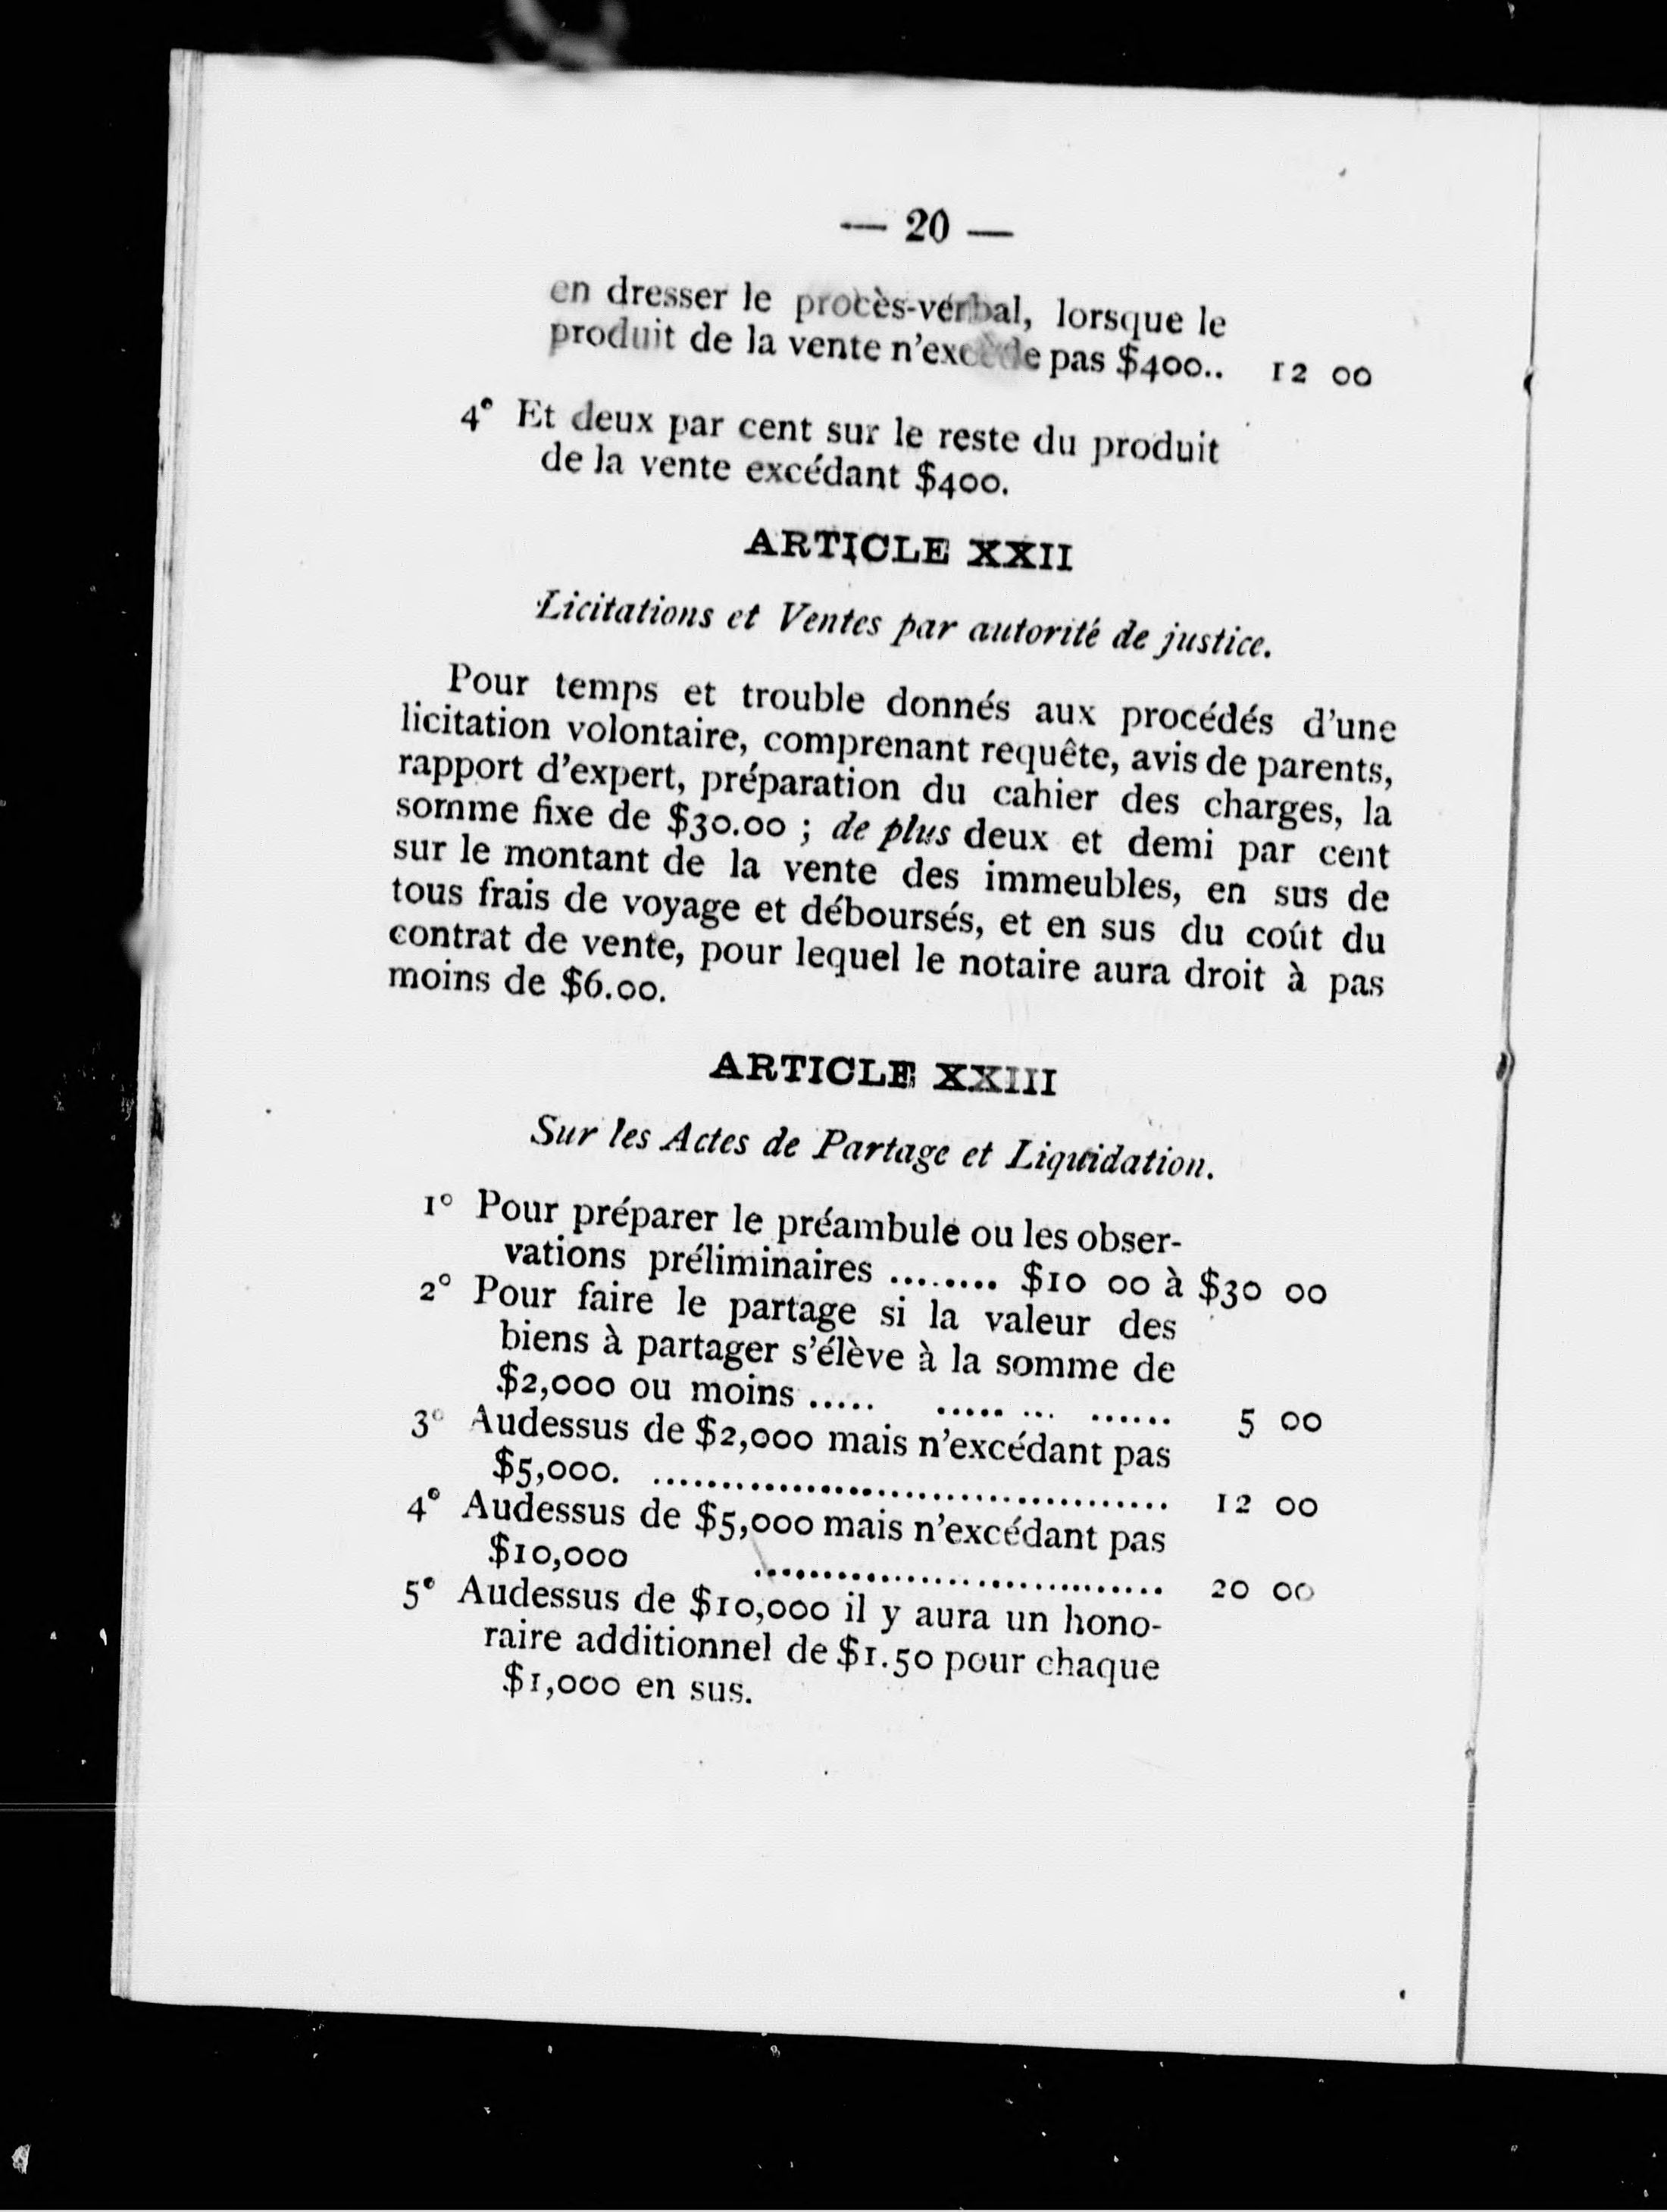 — 20 —
en dresser le procès-verbal, lorsque le
produit de la vente n'excède pas $400.. 12 00
4° Et deux par cent sur le reste du produit
de la vente excédant $400.
ARTICLE XXII
Licitations et Ventes par autorité de justice.
Pour temps et trouble donnés aux procédés d'une
licitation volontaire, comprenant requête, avis de parents,
rapport d'expert, préparation du cahier des charges, la
somme fixe de $30.00 ; de plus deux et demi par cent
sur le montant de la vente des immeubles, en sus de
tous frais de voyage et déboursés, et en sus du coût du
contrat de vente, pour lequel le notaire aura droit à pas
moins de $6.00.
ARTICLE XXIII
Sur les Actes de Partage et Liquidation.
1° Pour préparer le préambule ou les obser-
vations préliminaires ........ $10 00 à $30 00
2° Pour faire le partage si la valeur des
biens à partager s'élève à la somme de
$2,000 ou moins ..... ..... ... ...... 5 00
3° Audessus de $2,000 mais n'excédant pas
$5,000. ..................................... 12 00
4° Audessus de $5,000 mais n'excédant pas
$10,000 ............................. 20 00
5° Audessus de $10,000 il y aura un hono-
raire additionnel de $1.50 pour chaque
$1,000 en sus.